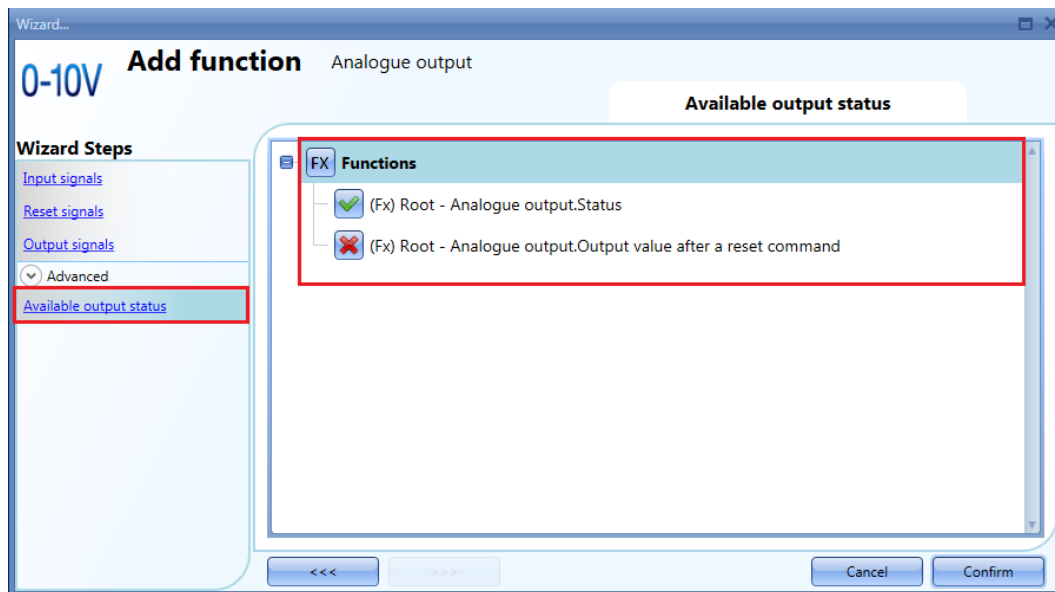 Wizard...
0-10V
Add function Analogue output
Available output status
Wizard Steps
Input signals
Reset signals
Output signals
Advanced
Available output status
FX Functions
(Fx) Root - Analogue output.Status
(Fx) Root - Analogue output.Output value after a reset command
<<<
>>>
Cancel
Confirm